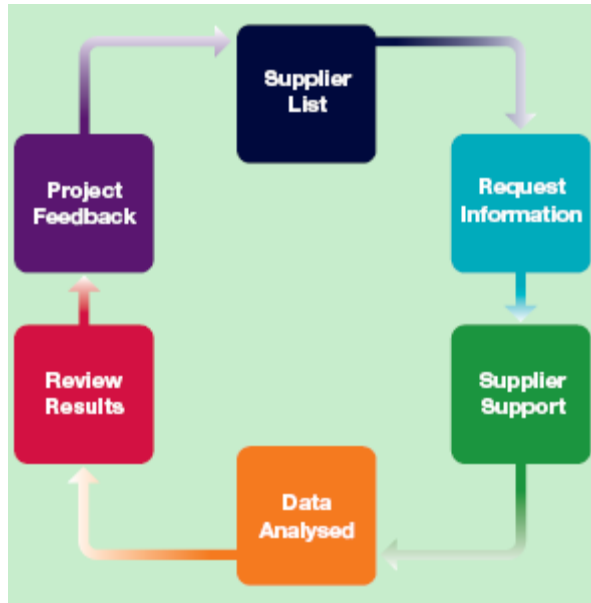 Supplier
List
Request
Information
Supplier
Support
Data
Analysed
Review
Results
Project
Feedback